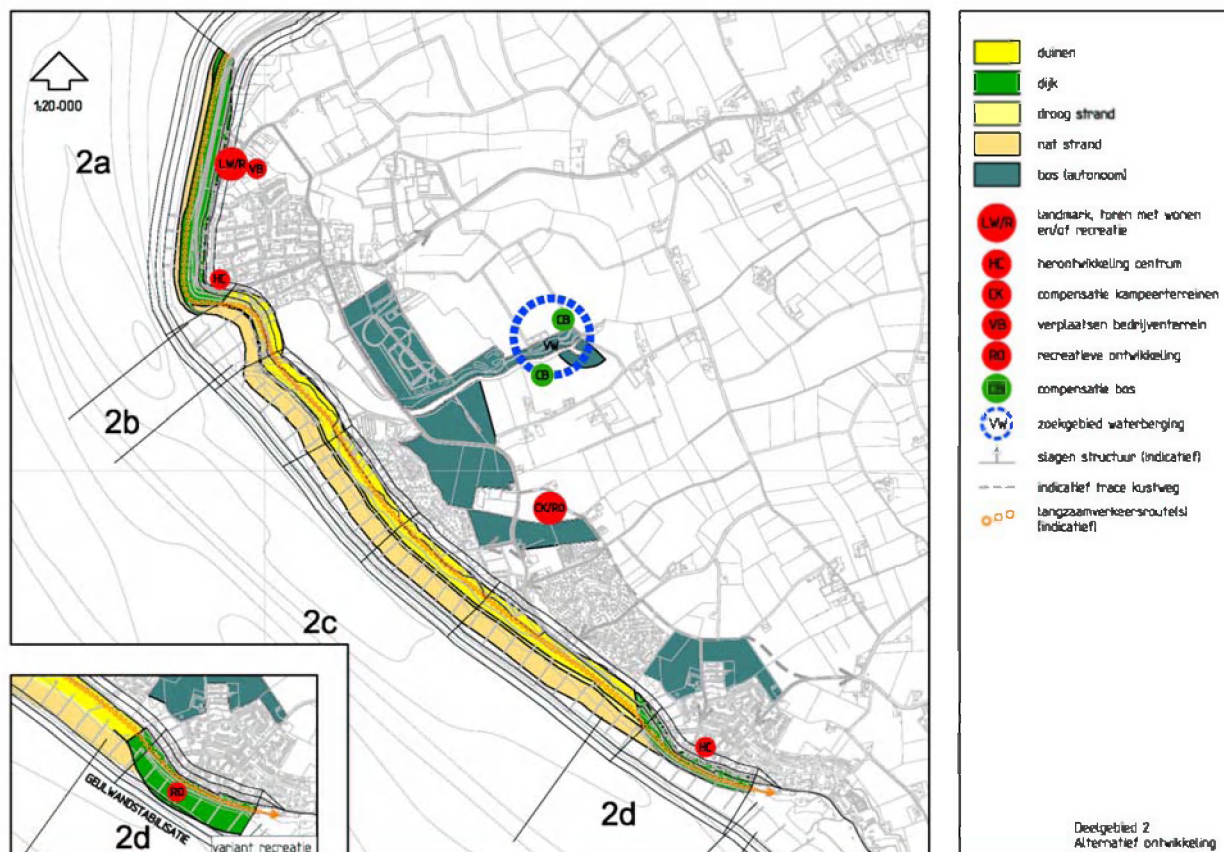 1:20-000
2a
LW/R
VB
HC
2b
CB
VW
CB
CK/RO
2c
HC
2d
RO
GEULWANDSTABILISATIE
2d
variant recreatie
duinen
dijk
droog strand
nat strand
bos (autonoom)
LW/R
landmark, toren met wonen
en/of recreatie
HC
herontwikkeling centrum
CK
compensatie kampeerterreinen
VB
verplaatsen bedrijventerrein
RO
recreatieve ontwikkeling
CB
compensatie bos
VW
zoekgebied waterberging
slagen structuur (indicatief)
indicatief trace kustweg
langzaamverkeersroute(s)
(indicatief)
Deelgebied 2
Alternatief ontwikkeling